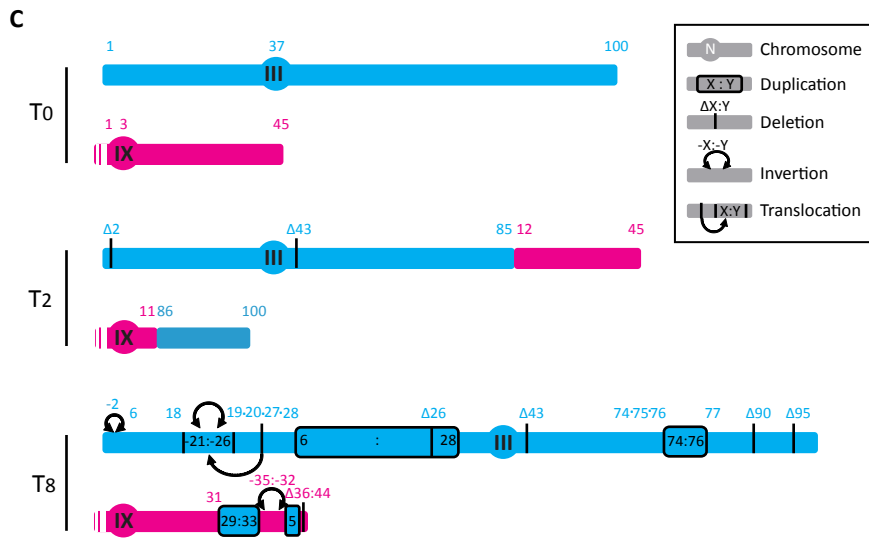 C
1 37 100
III
T0
1 3 45
IX
N Chromosome
X : Y Duplication
ΔX:Y
Deletion
-X:-Y
Invertion
X:Y Translocation
Δ2 Δ43 85 12 45
III
T2
11 86 100
IX
-2 6 18 19·20·27·28 Δ26 Δ43 74·75·76 77 Δ90 Δ95
-21:-26 6 : 28 III 74:76
T8
31 -35:-32 Δ36:44
IX 29:33 5